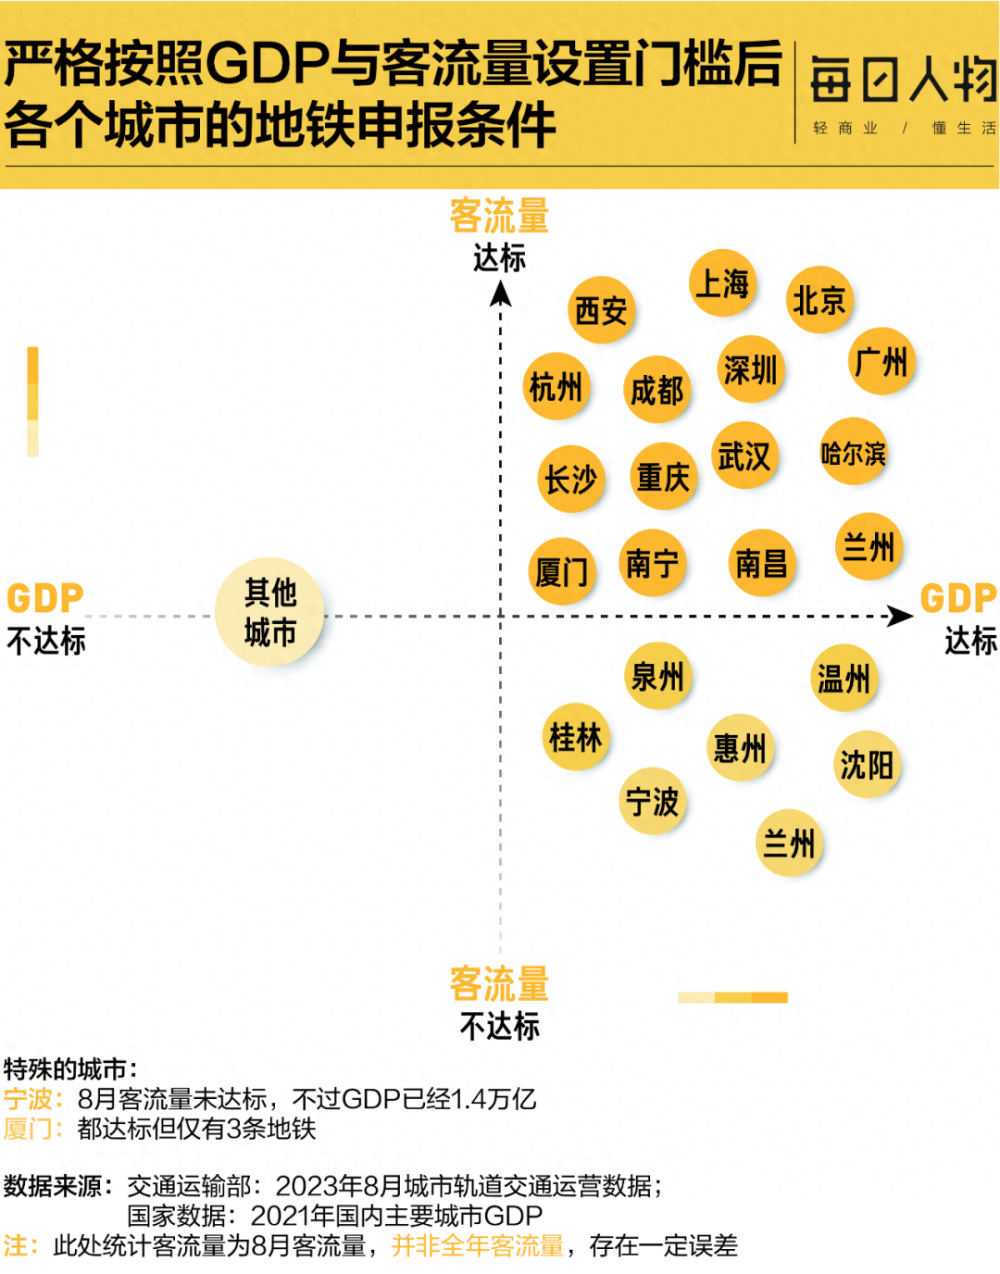 严格按照GDP与客流量设置门槛后
各个城市的地铁申报条件
每日人物
轻商业 / 懂生活
客流量
达标
上海
北京
西安
广州
深圳
杭州
成都
武汉
哈尔滨
长沙
重庆
兰州
厦门
南宁
南昌
GDP
不达标
其他
城市
GDP
达标
泉州
温州
桂林
惠州
沈阳
宁波
兰州
客流量
不达标
特殊的城市：
宁波：8月客流量未达标，不过GDP已经1.4万亿
厦门：都达标但仅有3条地铁
数据来源：交通运输部：2023年8月城市轨道交通运营数据；
国家数据：2021年国内主要城市GDP
注：此处统计客流量为8月客流量，并非全年客流量，存在一定误差